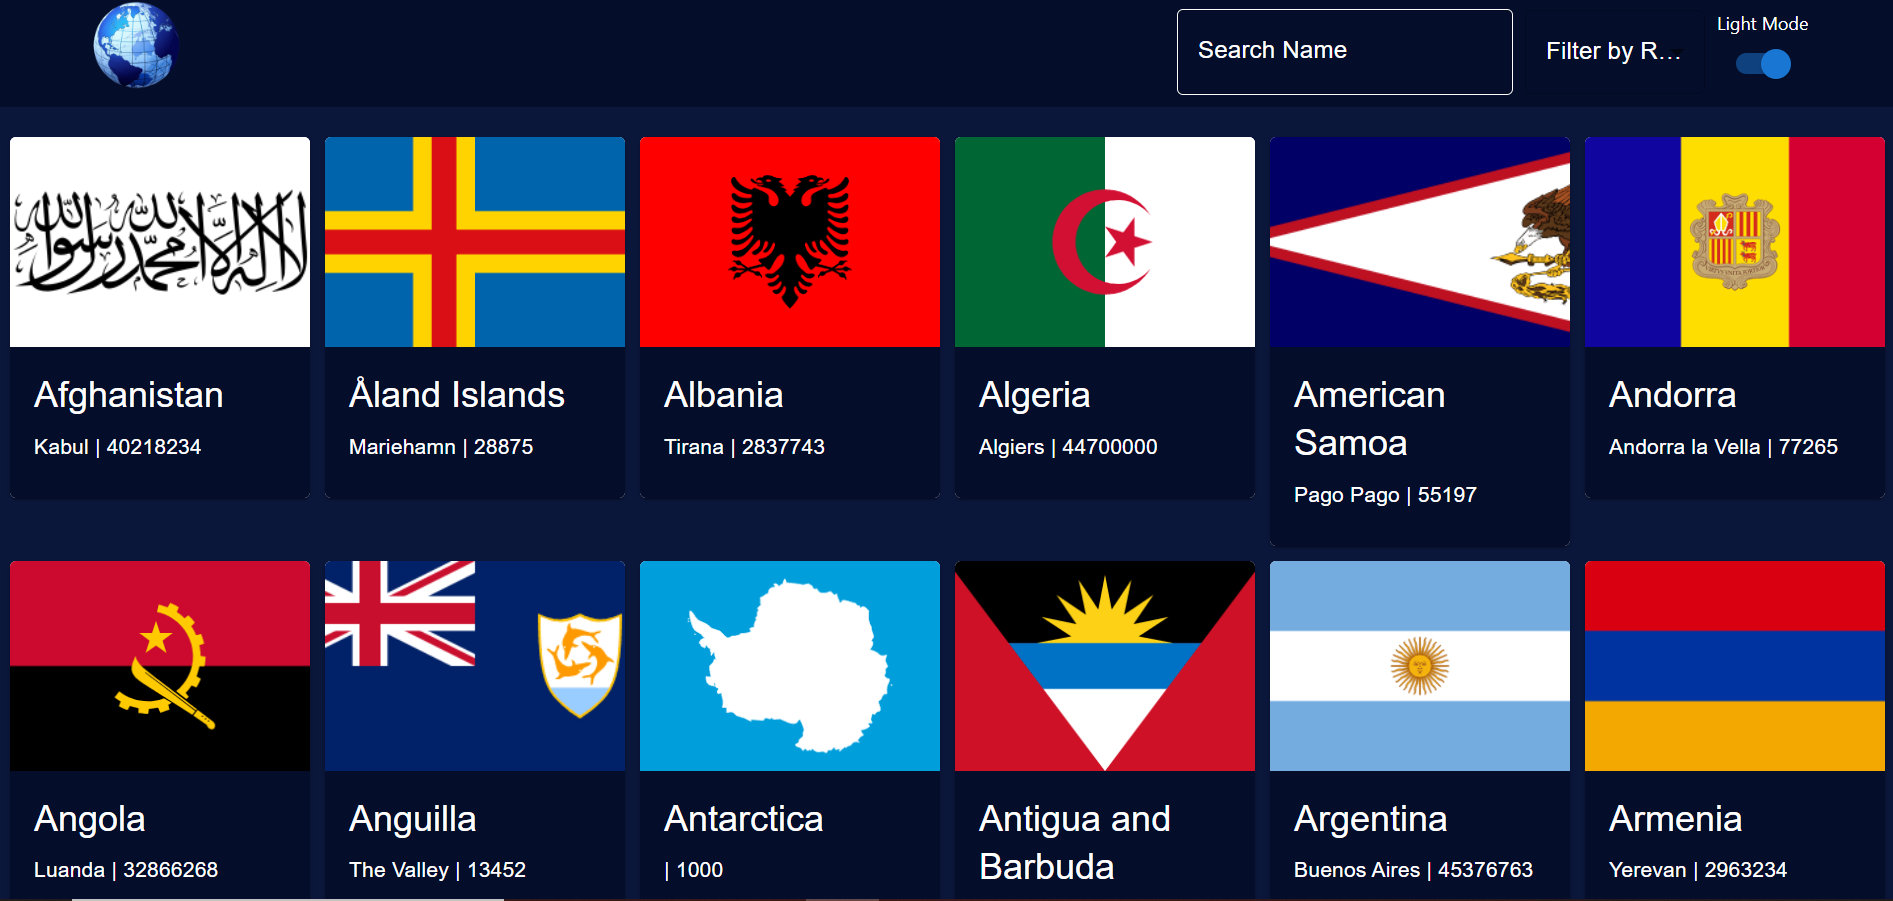 Light Mode
Search Name
Filter by R...
لا إله إلا الله محمد رسول الله
Afghanistan
Kabul | 40218234
Åland Islands
Mariehamn | 28875
Albania
Tirana | 2837743
Algeria
Algiers | 44700000
American
Samoa
Pago Pago | 55197
Andorra
Andorra la Vella | 77265
Angola
Luanda | 32866268
Anguilla
The Valley | 13452
Antarctica
| 1000
Antigua and
Barbuda
Argentina
Buenos Aires | 45376763
Armenia
Yerevan | 2963234